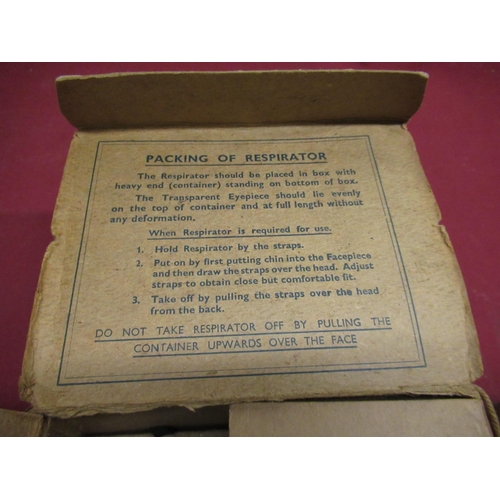 PACKING OF RESPIRATOR
The Respirator should be placed in box with
heavy end (container) standing on bottom of box.
The Transparent Eyepiece should lie evenly
on the top of container and at full length without
any deformation.
When Respirator is required for use.
1. Hold Respirator by the straps.
2. Put on by first putting chin into the Facepiece
and then draw the straps over the head. Adjust
straps to obtain close but comfortable fit.
3. Take off by pulling the straps over the head
from the back.
DO NOT TAKE RESPIRATOR OFF BY PULLING THE
CONTAINER UPWARDS OVER THE FACE